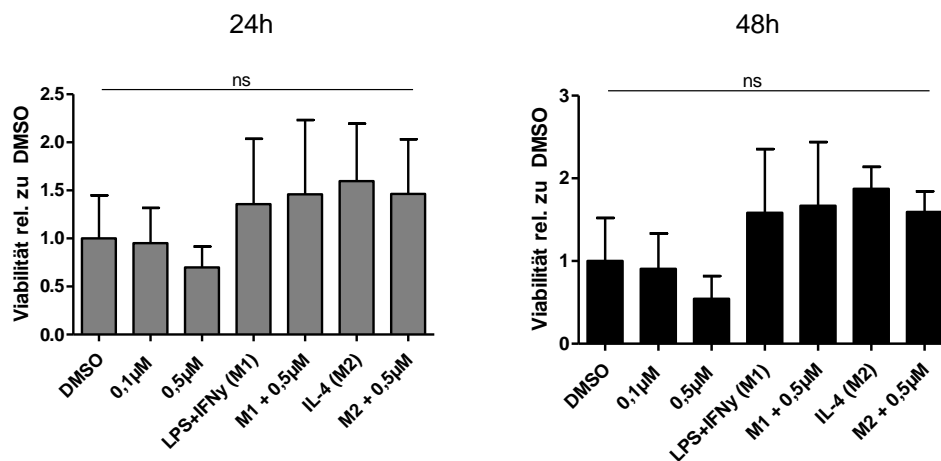 24h
ns
Viabilität rel. zu DMSO
2.5
2.0
1.5
1.0
0.5
0.0
DMSO
0,1µM
0,5µM
LPS+IFNy (M1)
M1 + 0,5µM
IL-4 (M2)
M2 + 0,5µM
48h
ns
Viabilität rel. zu DMSO
3
2
1
0
DMSO
0,1µM
0,5µM
LPS+IFNy (M1)
M1 + 0,5µM
IL-4 (M2)
M2 + 0,5µM